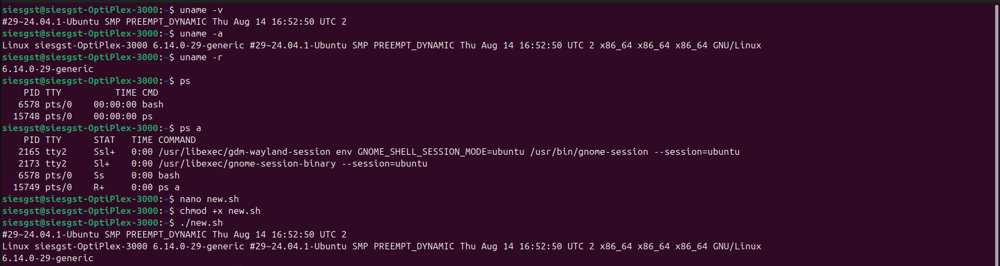 siesgst@siesgst-OptiPlex-3000:~$ uname -v
#29~24.04.1-Ubuntu SMP PREEMPT_DYNAMIC Thu Aug 14 16:52:50 UTC 2
siesgst@siesgst-OptiPlex-3000:~$ uname -a
Linux siesgst-OptiPlex-3000 6.14.0-29-generic #29~24.04.1-Ubuntu SMP PREEMPT_DYNAMIC Thu Aug 14 16:52:50 UTC 2 x86_64 x86_64 x86_64 GNU/Linux
siesgst@siesgst-OptiPlex-3000:~$ uname -r
6.14.0-29-generic
siesgst@siesgst-OptiPlex-3000:~$ ps
    PID TTY          TIME CMD
   6578 pts/0    00:00:00 bash
  15748 pts/0    00:00:00 ps
siesgst@siesgst-OptiPlex-3000:~$ ps a
    PID TTY      STAT   TIME COMMAND
   2165 tty2     Ssl+   0:00 /usr/libexec/gdm-wayland-session env GNOME_SHELL_SESSION_MODE=ubuntu /usr/bin/gnome-session --session=ubuntu
   2173 tty2     Sl+    0:00 /usr/libexec/gnome-session-binary --session=ubuntu
   6578 pts/0    Ss     0:00 bash
  15749 pts/0    R+     0:00 ps a
siesgst@siesgst-OptiPlex-3000:~$ nano new.sh
siesgst@siesgst-OptiPlex-3000:~$ chmod +x new.sh
siesgst@siesgst-OptiPlex-3000:~$ ./new.sh
#29~24.04.1-Ubuntu SMP PREEMPT_DYNAMIC Thu Aug 14 16:52:50 UTC 2
Linux siesgst-OptiPlex-3000 6.14.0-29-generic #29~24.04.1-Ubuntu SMP PREEMPT_DYNAMIC Thu Aug 14 16:52:50 UTC 2 x86_64 x86_64 x86_64 GNU/Linux
6.14.0-29-generic